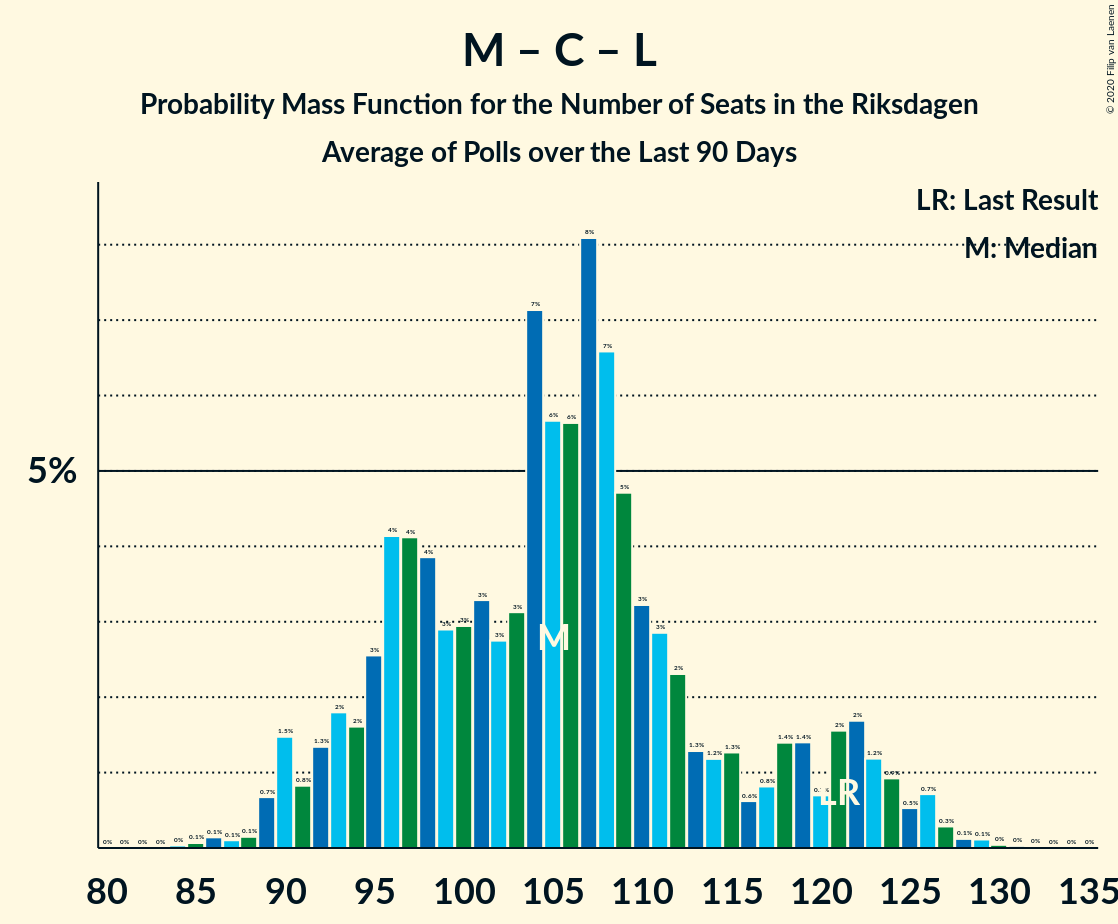 M – C – L
Probability Mass Function for the Number of Seats in the Riksdagen
Average of Polls over the Last 90 Days
© 2020 Filip van Laenen
LR: Last Result
M: Median
5%
0% 0% 0% 0% 0% 0.1% 0.1% 0.1% 0.1% 0.7% 1.5% 0.8% 1.3% 2% 2% 3% 4% 4% 4% 3% 3% 3% 3% 3% 7% 6% 6% 8% 7% 5% 3% 3% 2% 1.3% 1.2% 1.3% 0.6% 0.8% 1.4% 1.4% 2% 2% 1.2% 0.9% 0.5% 0.7% 0.3% 0.1% 0.1% 0% 0% 0% 0% 0% 0%
M
LR
80 85 90 95 100 105 110 115 120 125 130 135